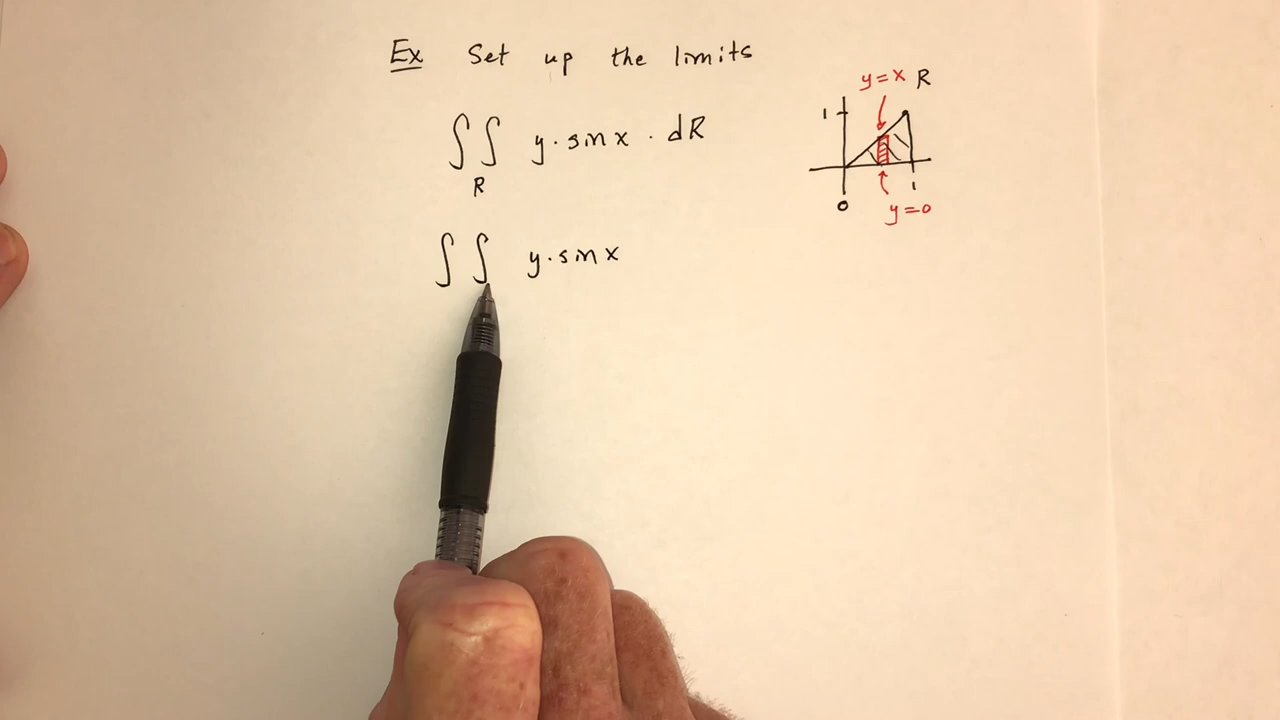 Ex Set up the limits
∫∫ y·sin x · dR
R
∫∫ y·sin x
y=x R
1
1
0
y=0